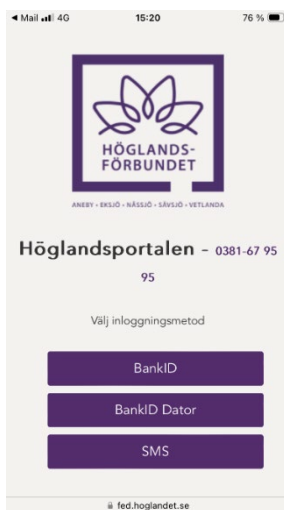 ◀ Mail 4G 15:20 76 %
HÖGLANDS-
FÖRBUNDET
ANEBY • EKSJÖ • NÄSSJÖ • SÄVSJÖ • VETLANDA
Höglandsportalen - 0381-67 95
95
Välj inloggningsmetod
BankID
BankID Dator
SMS
fed.hoglandet.se